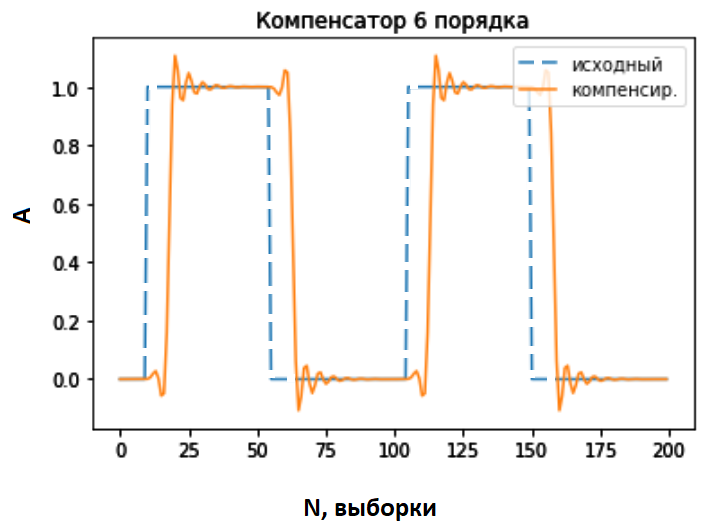 Компенсатор 6 порядка
исходный
компенсир.
1.0
0.8
0.6
0.4
0.2
0.0
A
0 25 50 75 100 125 150 175 200
N, выборки